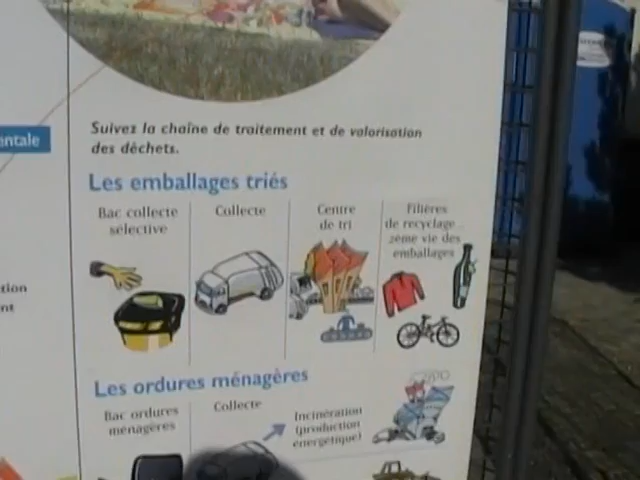 entale
Suivez la chaîne de traitement et de valorisation
des déchets.
Les emballages triés
Bac collecte
sélective
Collecte
Centre
de tri
Filières
de recyclage
2ème vie des
emballages
tion
nt
Les ordures ménagères
Bac ordures
ménagères
Collecte
Incinération
(production
énergétique)